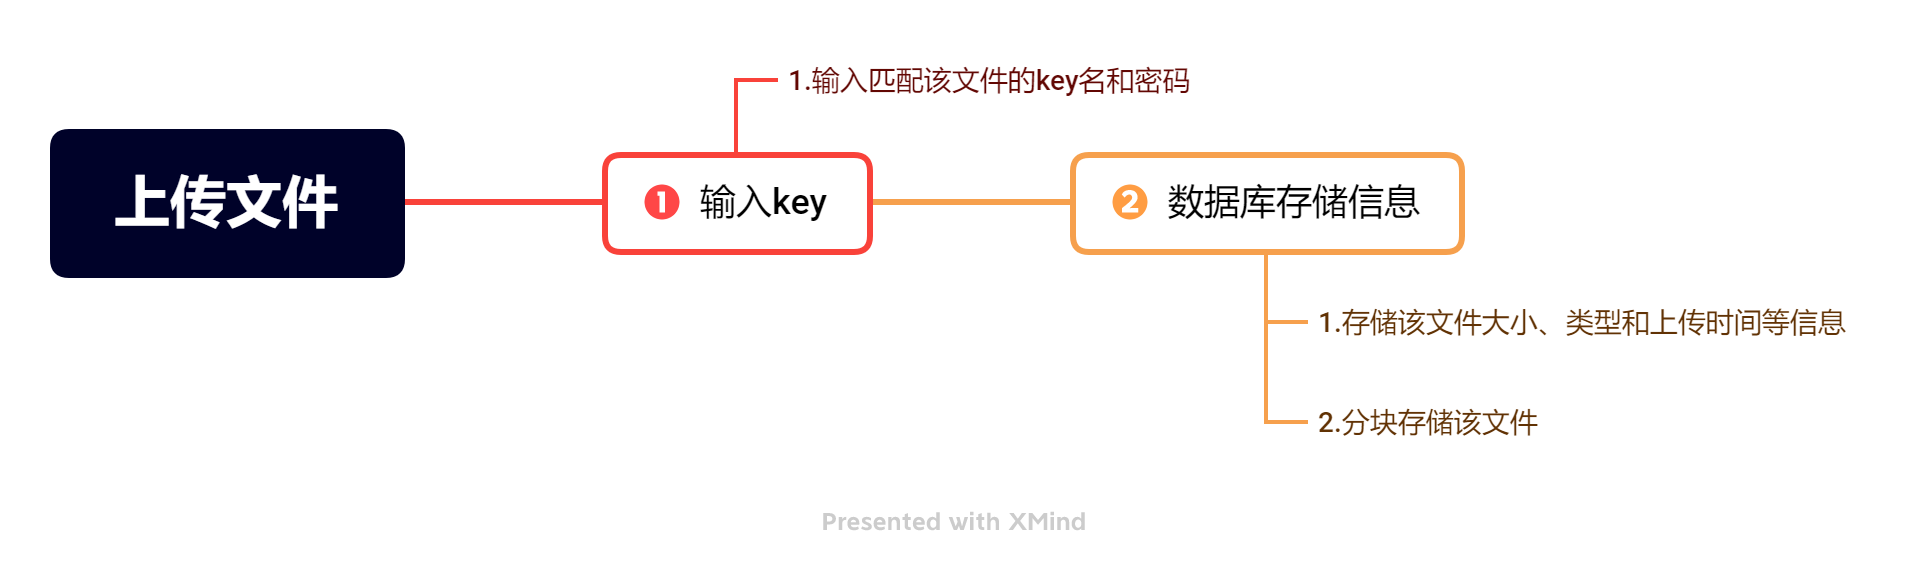 1.输入匹配该文件的key名和密码
上传文件
❶ 输入key
❷ 数据库存储信息
1.存储该文件大小、类型和上传时间等信息
2.分块存储该文件
Presented with XMind